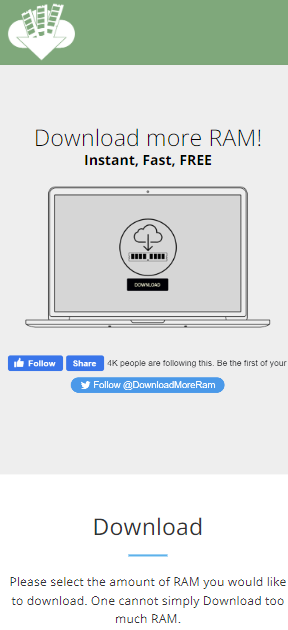 Download more RAM!
Instant, Fast, FREE
DOWNLOAD
Follow Share 4K people are following this. Be the first of your
Follow @DownloadMoreRam
Download
Please select the amount of RAM you would like
to download. One cannot simply Download too
much RAM.